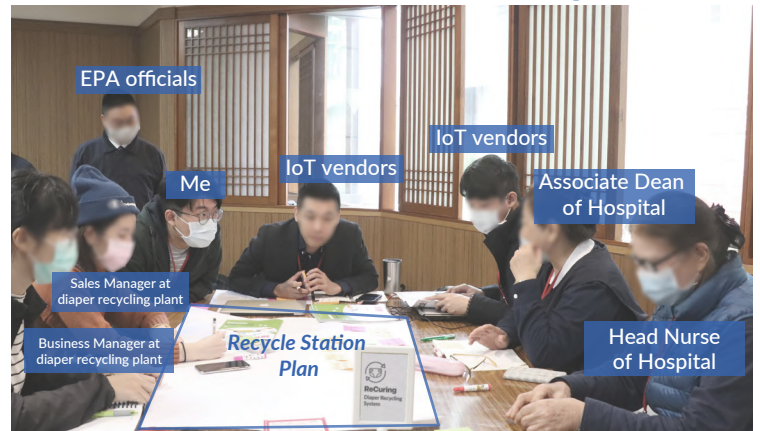 EPA officials
Me
IoT vendors
IoT vendors
Associate Dean
of Hospital
Sales Manager at
diaper recycling plant
Business Manager at
diaper recycling plant
Recycle Station
Plan
Head Nurse
of Hospital
ReCuring
Diaper Recycling
System